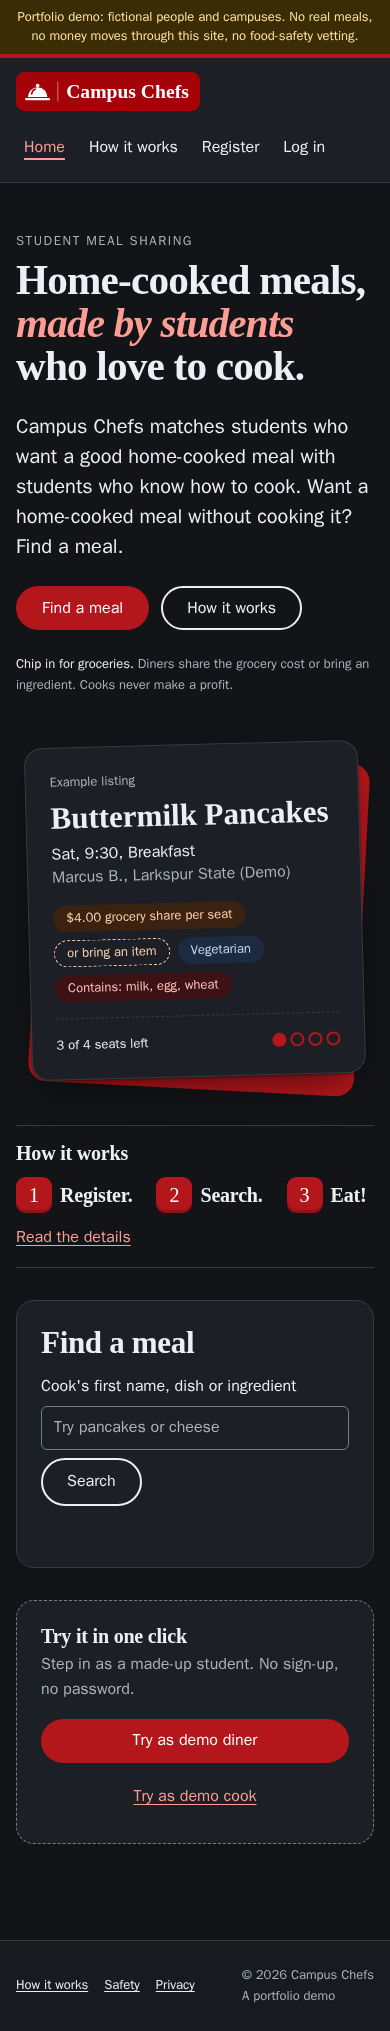 Portfolio demo: fictional people and campuses. No real meals,
no money moves through this site, no food-safety vetting.
Campus Chefs
Home How it works Register Log in
STUDENT MEAL SHARING
Home-cooked meals,
made by students
who love to cook.
Campus Chefs matches students who
want a good home-cooked meal with
students who know how to cook. Want a
home-cooked meal without cooking it?
Find a meal.
Find a meal How it works
Chip in for groceries. Diners share the grocery cost or bring an
ingredient. Cooks never make a profit.
Example listing
Buttermilk Pancakes
Sat, 9:30, Breakfast
Marcus B., Larkspur State (Demo)
$4.00 grocery share per seat
or bring an item Vegetarian
Contains: milk, egg, wheat
3 of 4 seats left
How it works
1 Register. 2 Search. 3 Eat!
Read the details
Find a meal
Cook's first name, dish or ingredient
Try pancakes or cheese
Search
Try it in one click
Step in as a made-up student. No sign-up,
no password.
Try as demo diner
Try as demo cook
How it works Safety Privacy
© 2026 Campus Chefs
A portfolio demo